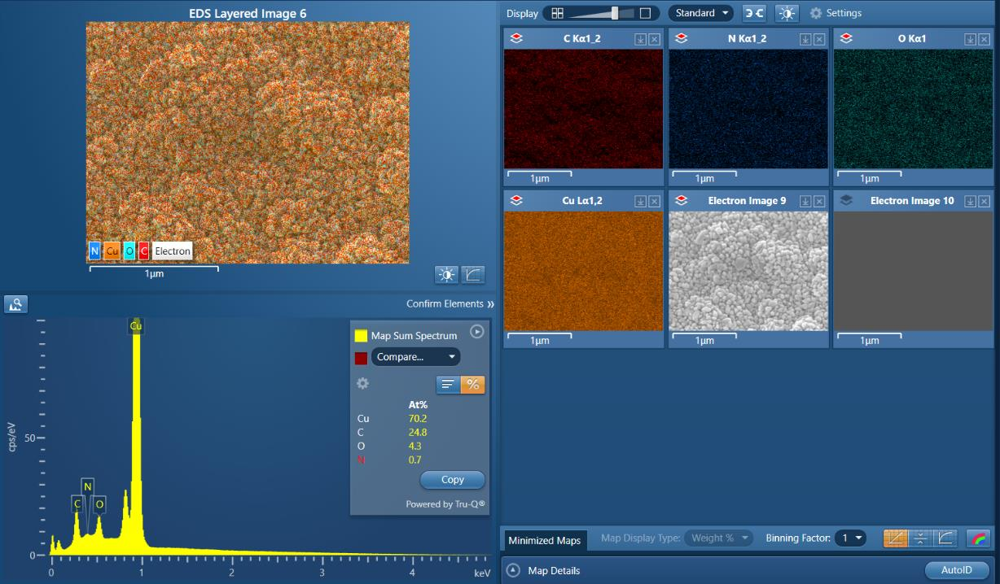 EDS Layered Image 6
N Cu O C Electron
1µm
Confirm Elements »
cps/eV
50
0
Cu
C
N
O
0 1 2 3 4 keV
Map Sum Spectrum
Compare...
%
At%
Cu 70.2
C 24.8
O 4.3
N 0.7
Copy
Powered by Tru-Q®
Display Standard Settings
C Kα1_2 N Kα1_2 O Kα1
1µm 1µm 1µm
Cu Lα1,2 Electron Image 9 Electron Image 10
1µm 1µm 1µm
Minimized Maps Map Display Type: Weight % Binning Factor: 1
Map Details AutoID